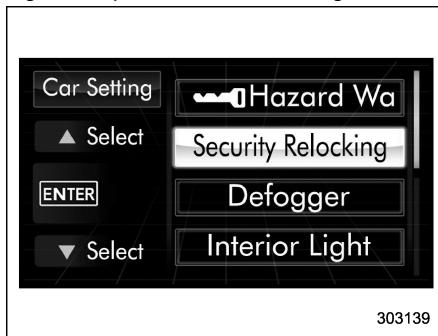 Car Setting
Hazard Wa
▲ Select
Security Relocking
ENTER
Defogger
▼ Select
Interior Light
303139